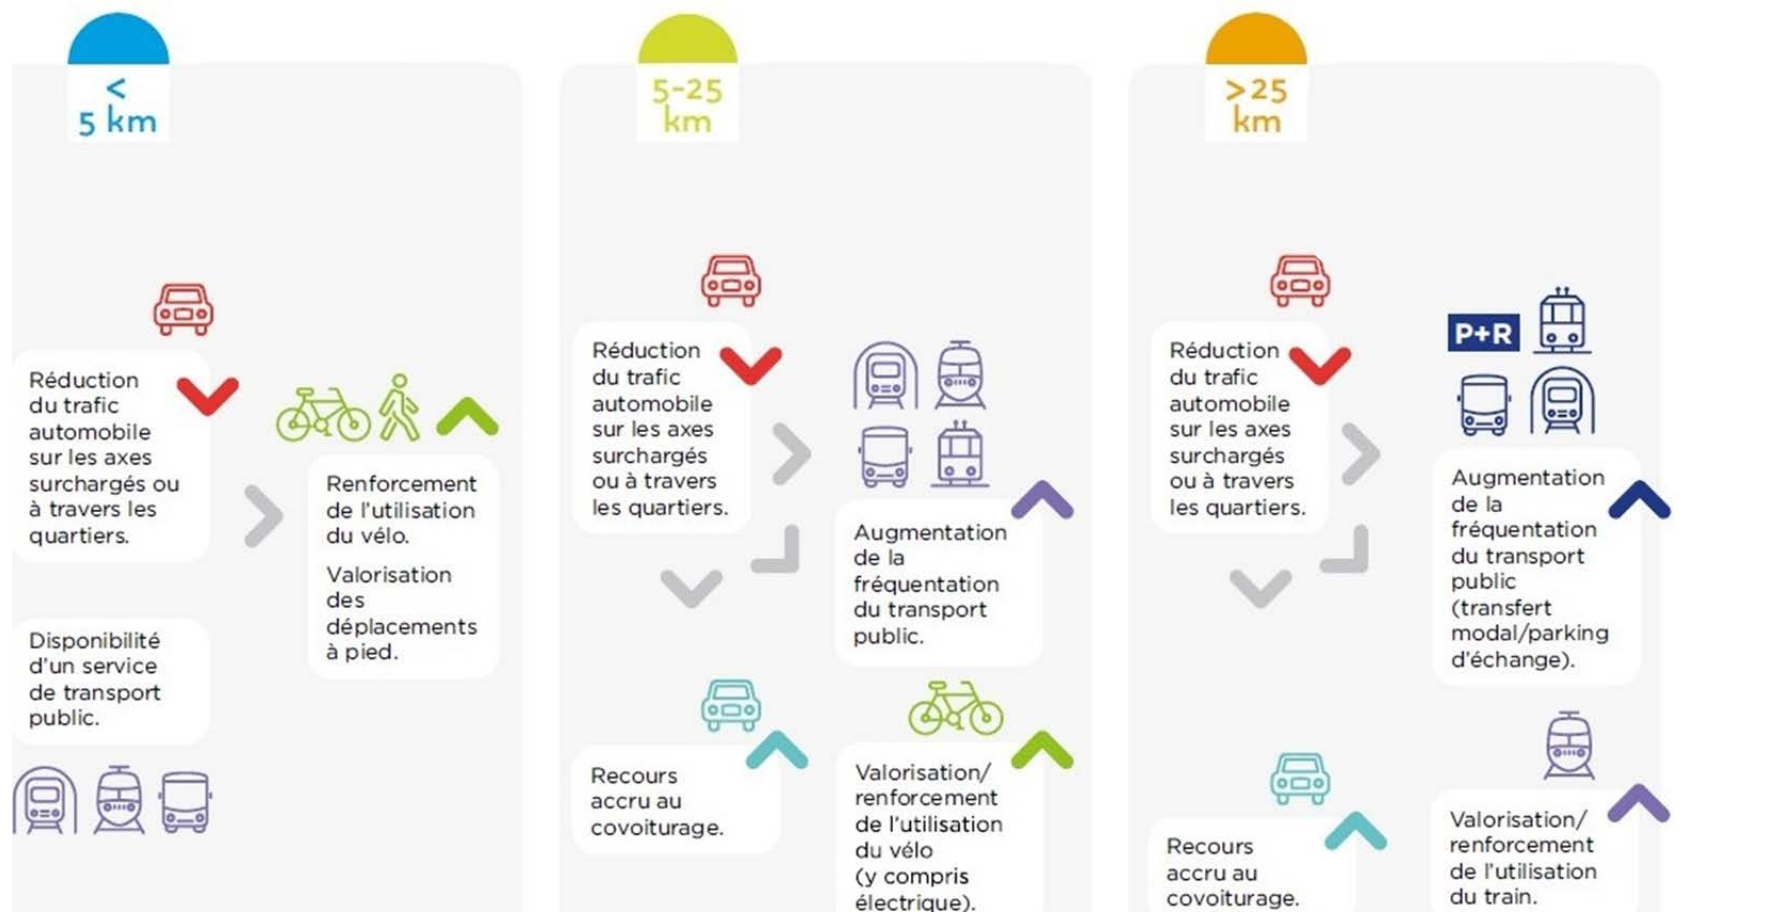 <
5 km
Réduction
du trafic
automobile
sur les axes
surchargés ou
à travers les
quartiers.
Renforcement
de l'utilisation
du vélo.
Valorisation
des
déplacements
à pied.
Disponibilité
d'un service
de transport
public.
5-25
km
Réduction
du trafic
automobile
sur les axes
surchargés
ou à travers
les quartiers.
Augmentation
de la
fréquentation
du transport
public.
Recours
accru au
covoiturage.
Valorisation/
renforcement
de l'utilisation
du vélo
(y compris
électrique).
>25
km
Réduction
du trafic
automobile
sur les axes
surchargés
ou à travers
les quartiers.
P+R
Augmentation
de la
fréquentation
du transport
public
(transfert
modal/parking
d'échange).
Recours
accru au
covoiturage.
Valorisation/
renforcement
de l'utilisation
du train.